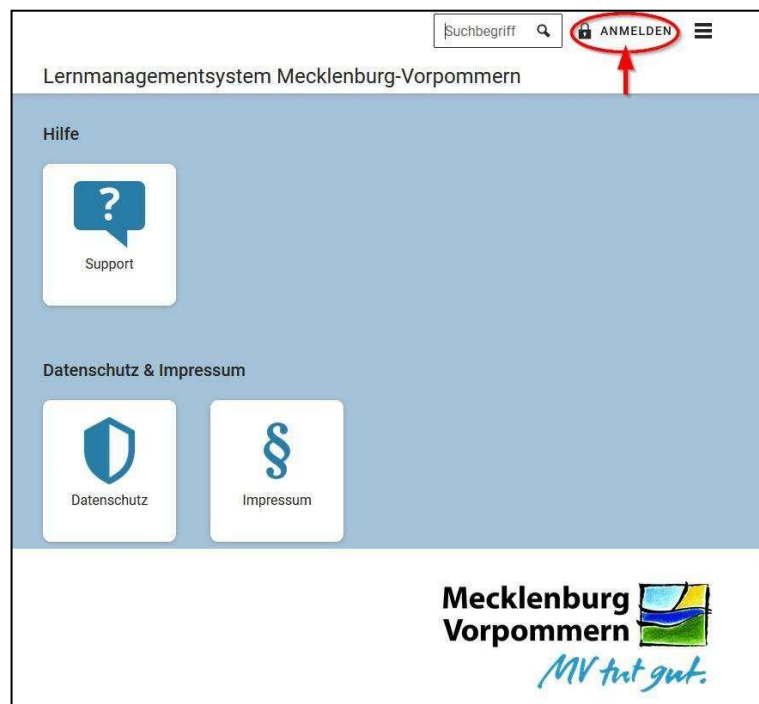 Suchbegriff ANMELDEN
Lernmanagementsystem Mecklenburg-Vorpommern
Hilfe
?
Support
Datenschutz & Impressum
§
Datenschutz Impressum
Mecklenburg
Vorpommern
MV tut gut.